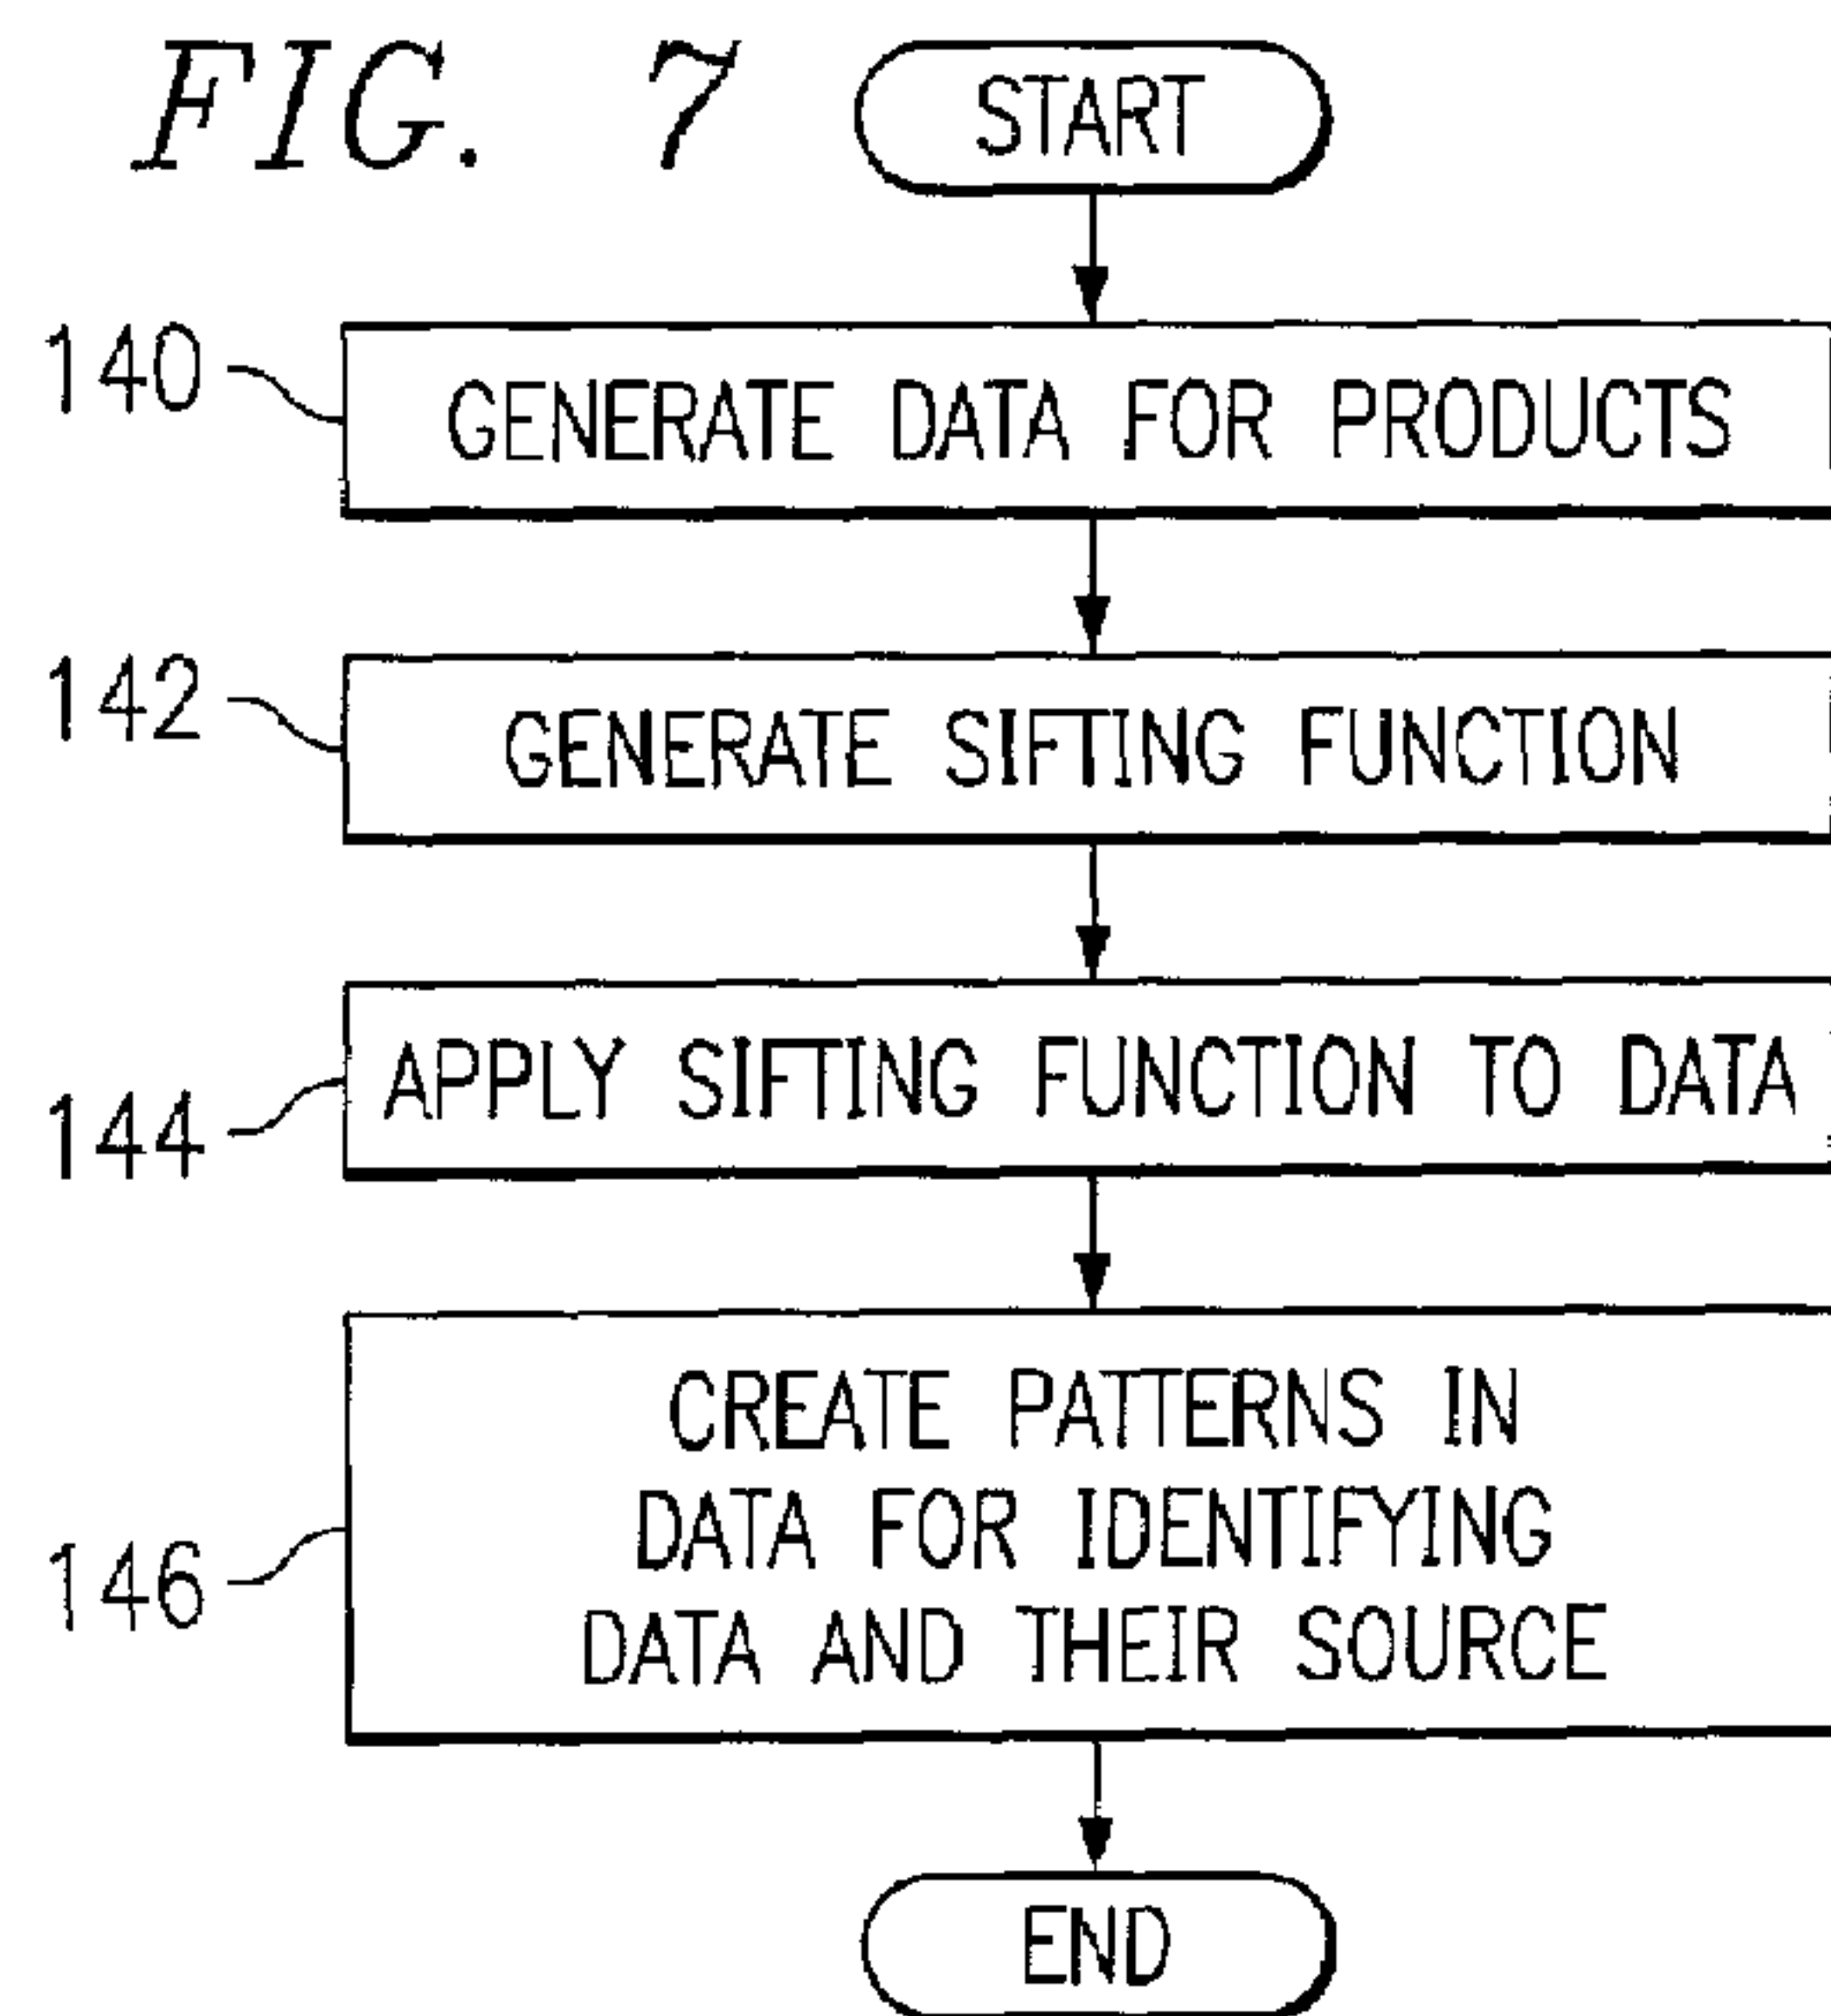 FIG. 7
START
140
GENERATE DATA FOR PRODUCTS
142
GENERATE SIFTING FUNCTION
144
APPLY SIFTING FUNCTION TO DATA
146
CREATE PATTERNS IN
DATA FOR IDENTIFYING
DATA AND THEIR SOURCE
END